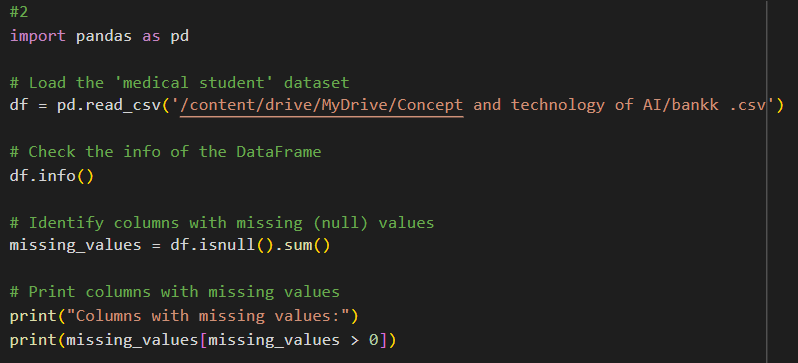 #2
import pandas as pd
# Load the 'medical student' dataset
df = pd.read_csv('/content/drive/MyDrive/Concept and technology of AI/bankk .csv')
# Check the info of the DataFrame
df.info()
# Identify columns with missing (null) values
missing_values = df.isnull().sum()
# Print columns with missing values
print("Columns with missing values:")
print(missing_values[missing_values > 0])